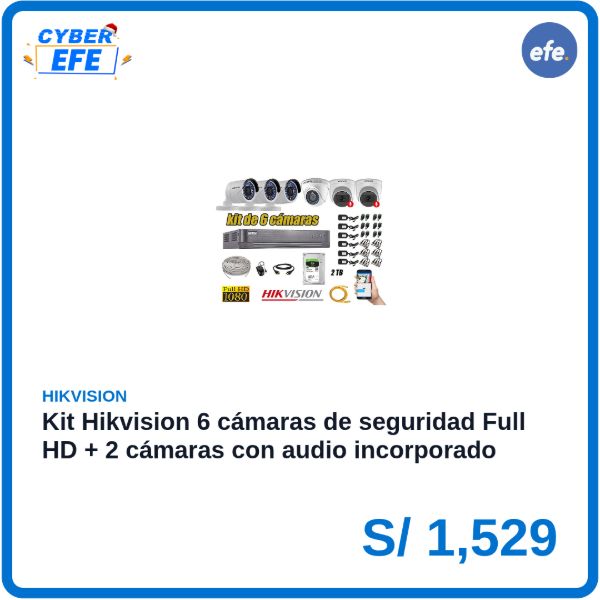 CYBER
EFE
efe.
kit de 6 cámaras
2 TB
Full HD
1080
HIKVISION
HIKVISION
Kit Hikvision 6 cámaras de seguridad Full
HD + 2 cámaras con audio incorporado
S/ 1,529